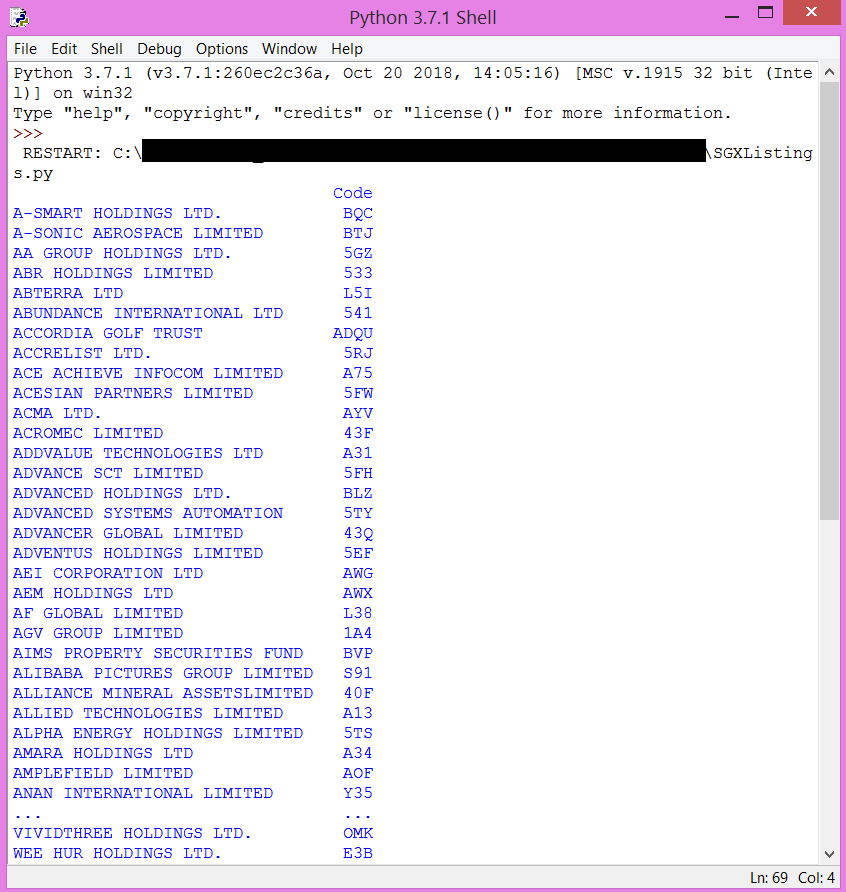 Python 3.7.1 Shell
File Edit Shell Debug Options Window Help
Python 3.7.1 (v3.7.1:260ec2c36a, Oct 20 2018, 14:05:16) [MSC v.1915 32 bit (Inte
l)] on win32
Type "help", "copyright", "credits" or "license()" for more information.
>>>
RESTART: C:\ \SGXListing
s.py
Code
A-SMART HOLDINGS LTD. BQC
A-SONIC AEROSPACE LIMITED BTJ
AA GROUP HOLDINGS LTD. 5GZ
ABR HOLDINGS LIMITED 533
ABTERRA LTD L5I
ABUNDANCE INTERNATIONAL LTD 541
ACCORDIA GOLF TRUST ADQU
ACCRELIST LTD. 5RJ
ACE ACHIEVE INFOCOM LIMITED A75
ACESIAN PARTNERS LIMITED 5FW
ACMA LTD. AYV
ACROMEC LIMITED 43F
ADDVALUE TECHNOLOGIES LTD A31
ADVANCE SCT LIMITED 5FH
ADVANCED HOLDINGS LTD. BLZ
ADVANCED SYSTEMS AUTOMATION 5TY
ADVANCER GLOBAL LIMITED 43Q
ADVENTUS HOLDINGS LIMITED 5EF
AEI CORPORATION LTD AWG
AEM HOLDINGS LTD AWX
AF GLOBAL LIMITED L38
AGV GROUP LIMITED 1A4
AIMS PROPERTY SECURITIES FUND BVP
ALIBABA PICTURES GROUP LIMITED S91
ALLIANCE MINERAL ASSETSLIMITED 40F
ALLIED TECHNOLOGIES LIMITED A13
ALPHA ENERGY HOLDINGS LIMITED 5TS
AMARA HOLDINGS LTD A34
AMPLEFIELD LIMITED AOF
ANAN INTERNATIONAL LIMITED Y35
... ...
VIVIDTHREE HOLDINGS LTD. OMK
WEE HUR HOLDINGS LTD. E3B
Ln: 69 Col: 4